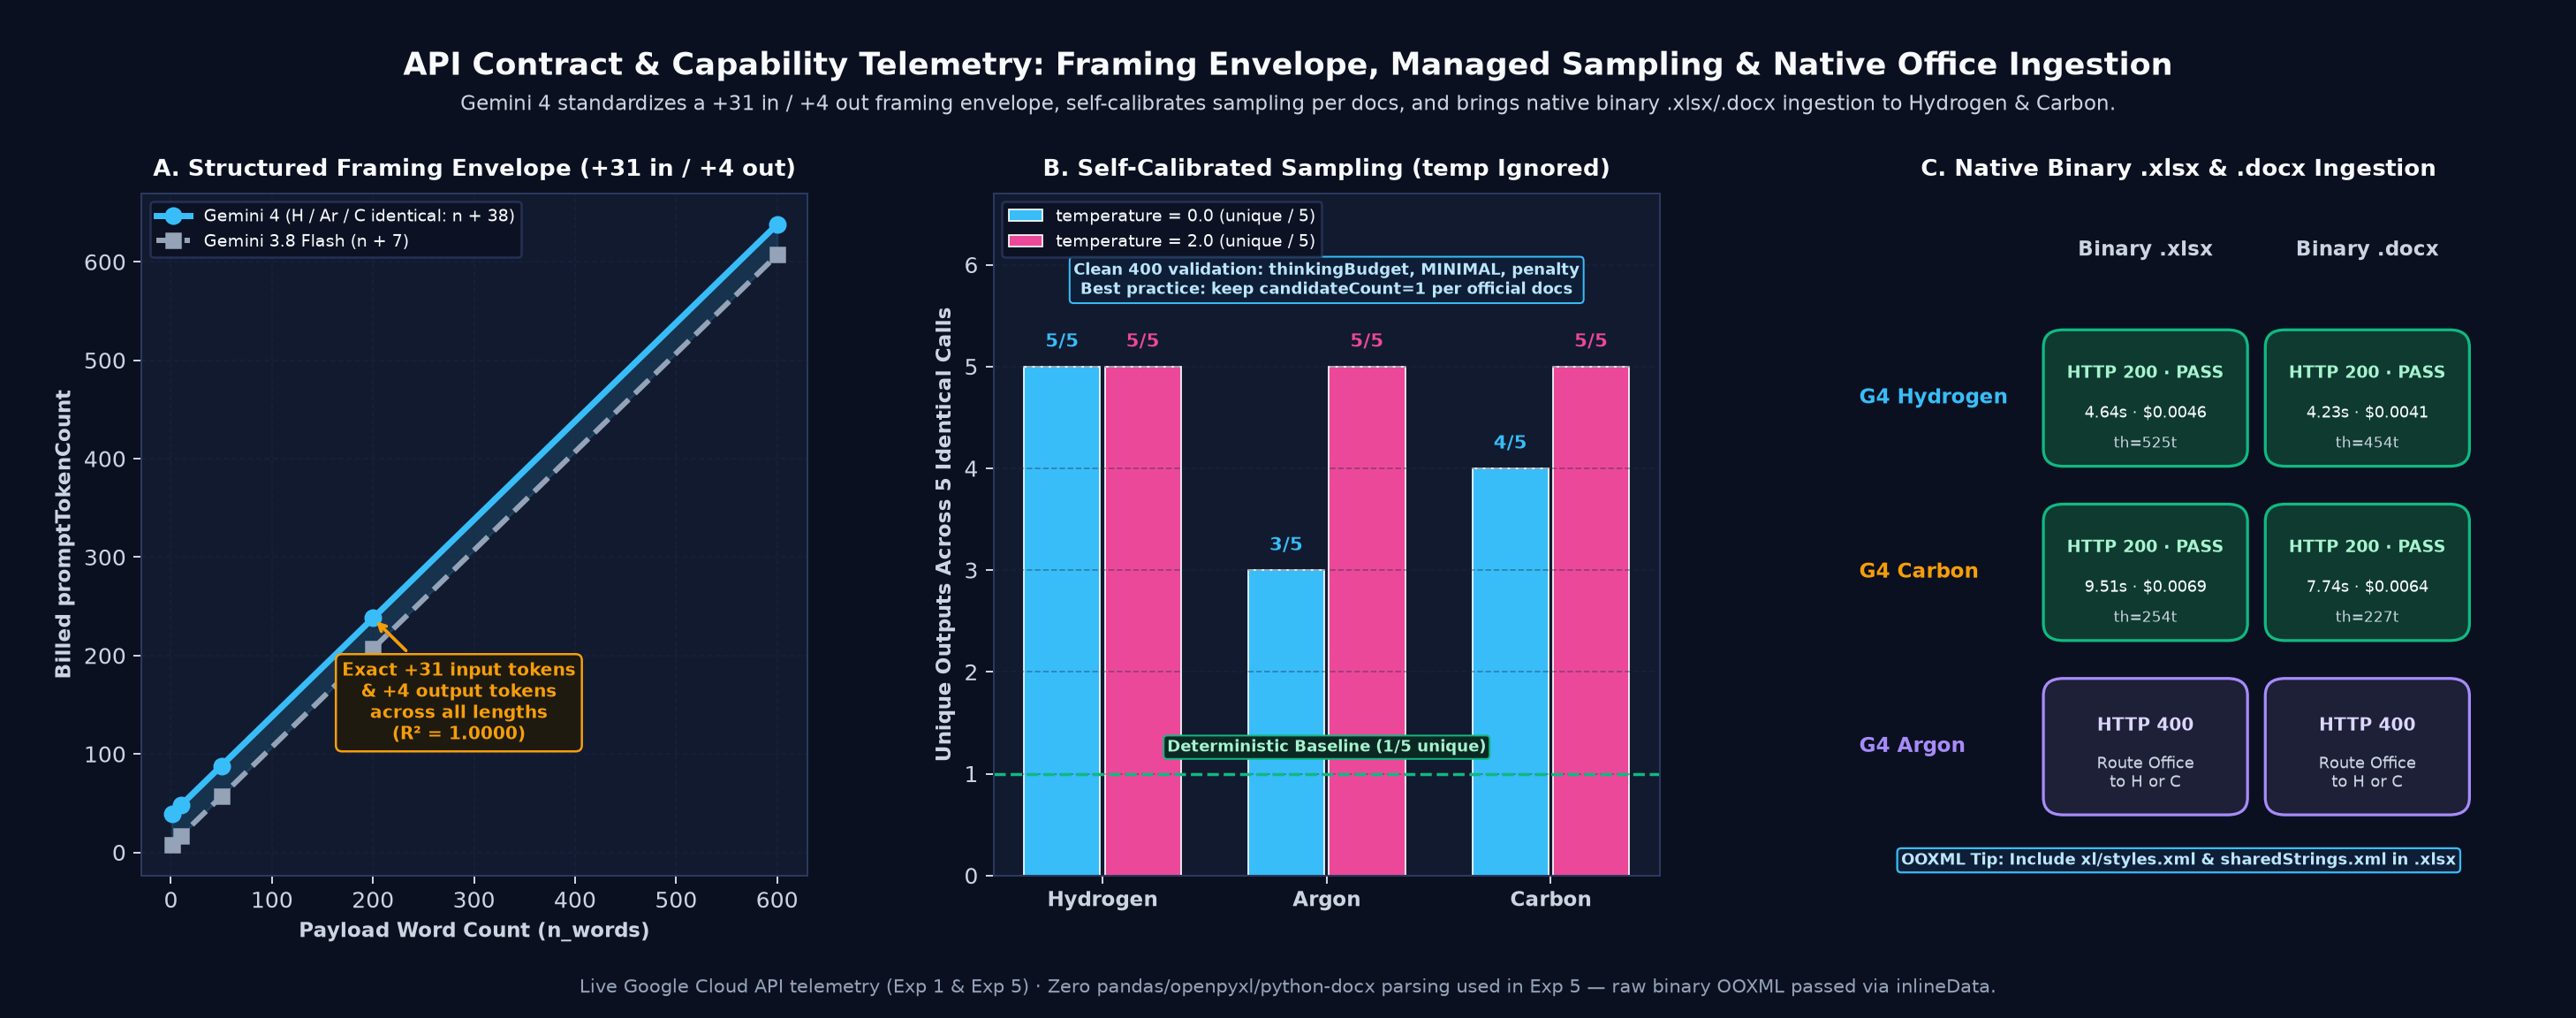 API Contract & Capability Telemetry: Framing Envelope, Managed Sampling & Native Office Ingestion
Gemini 4 standardizes a +31 in / +4 out framing envelope, self-calibrates sampling per docs, and brings native binary .xlsx/.docx ingestion to Hydrogen & Carbon.
A. Structured Framing Envelope (+31 in / +4 out)
Gemini 4 (H / Ar / C identical: n + 38)
Gemini 3.8 Flash (n + 7)
Billed promptTokenCount
600
500
400
300
200
100
0
Exact +31 input tokens
& +4 output tokens
across all lengths
(R² = 1.0000)
0 100 200 300 400 500 600
Payload Word Count (n_words)
B. Self-Calibrated Sampling (temp Ignored)
temperature = 0.0 (unique / 5)
temperature = 2.0 (unique / 5)
Clean 400 validation: thinkingBudget, MINIMAL, penalty
Best practice: keep candidateCount=1 per official docs
Unique Outputs Across 5 Identical Calls
6
5
4
3
2
1
0
5/5 5/5 3/5 5/5 4/5 5/5
Deterministic Baseline (1/5 unique)
Hydrogen Argon Carbon
C. Native Binary .xlsx & .docx Ingestion
Binary .xlsx Binary .docx
G4 Hydrogen
HTTP 200 · PASS
4.64s · $0.0046
th=525t
HTTP 200 · PASS
4.23s · $0.0041
th=454t
G4 Carbon
HTTP 200 · PASS
9.51s · $0.0069
th=254t
HTTP 200 · PASS
7.74s · $0.0064
th=227t
G4 Argon
HTTP 400
Route Office
to H or C
HTTP 400
Route Office
to H or C
OOXML Tip: Include xl/styles.xml & sharedStrings.xml in .xlsx
Live Google Cloud API telemetry (Exp 1 & Exp 5) · Zero pandas/openpyxl/python-docx parsing used in Exp 5 — raw binary OOXML passed via inlineData.